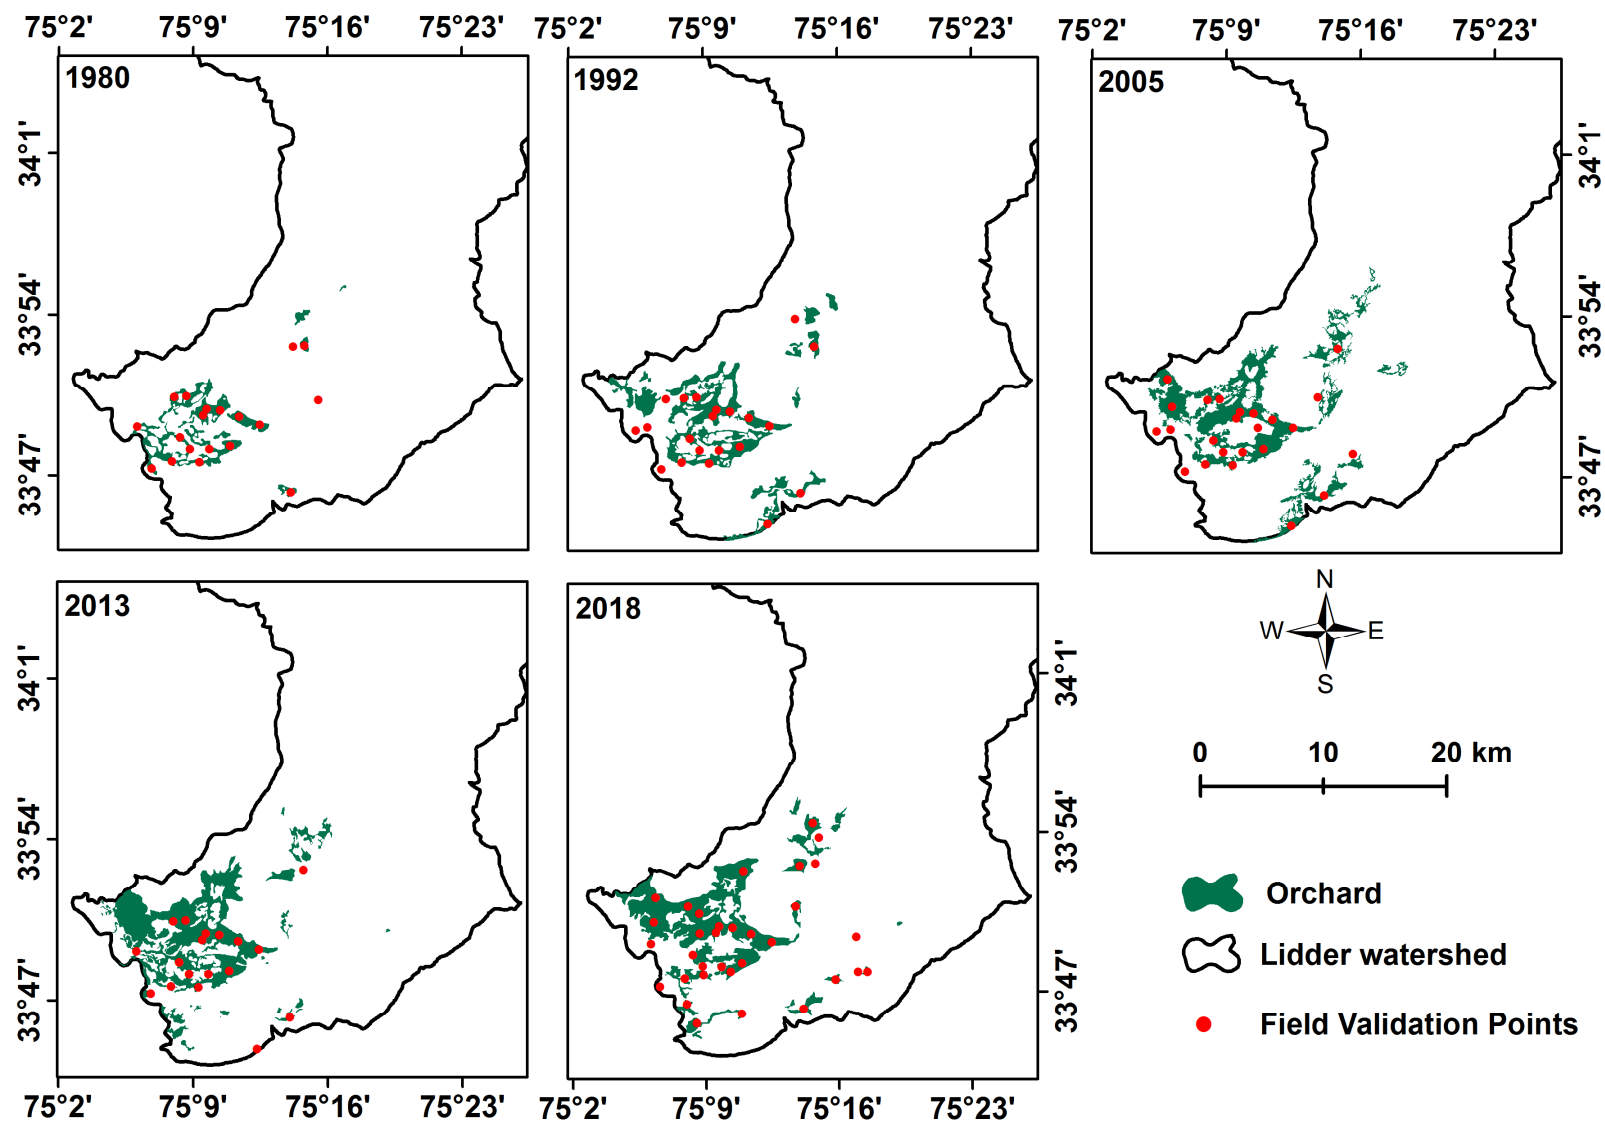 75°2' 75°9' 75°16' 75°23' 75°2' 75°9' 75°16' 75°23' 75°2' 75°9' 75°16' 75°23'
1980 1992 2005
34°1' 34°1'
33°54' 33°54'
33°47' 33°47'
2013 2018
N
W E
S
34°1' 34°1'
0 10 20 km
33°54' 33°54'
Orchard
Lidder watershed
33°47' 33°47'
Field Validation Points
75°2' 75°9' 75°16' 75°23' 75°2' 75°9' 75°16' 75°23'